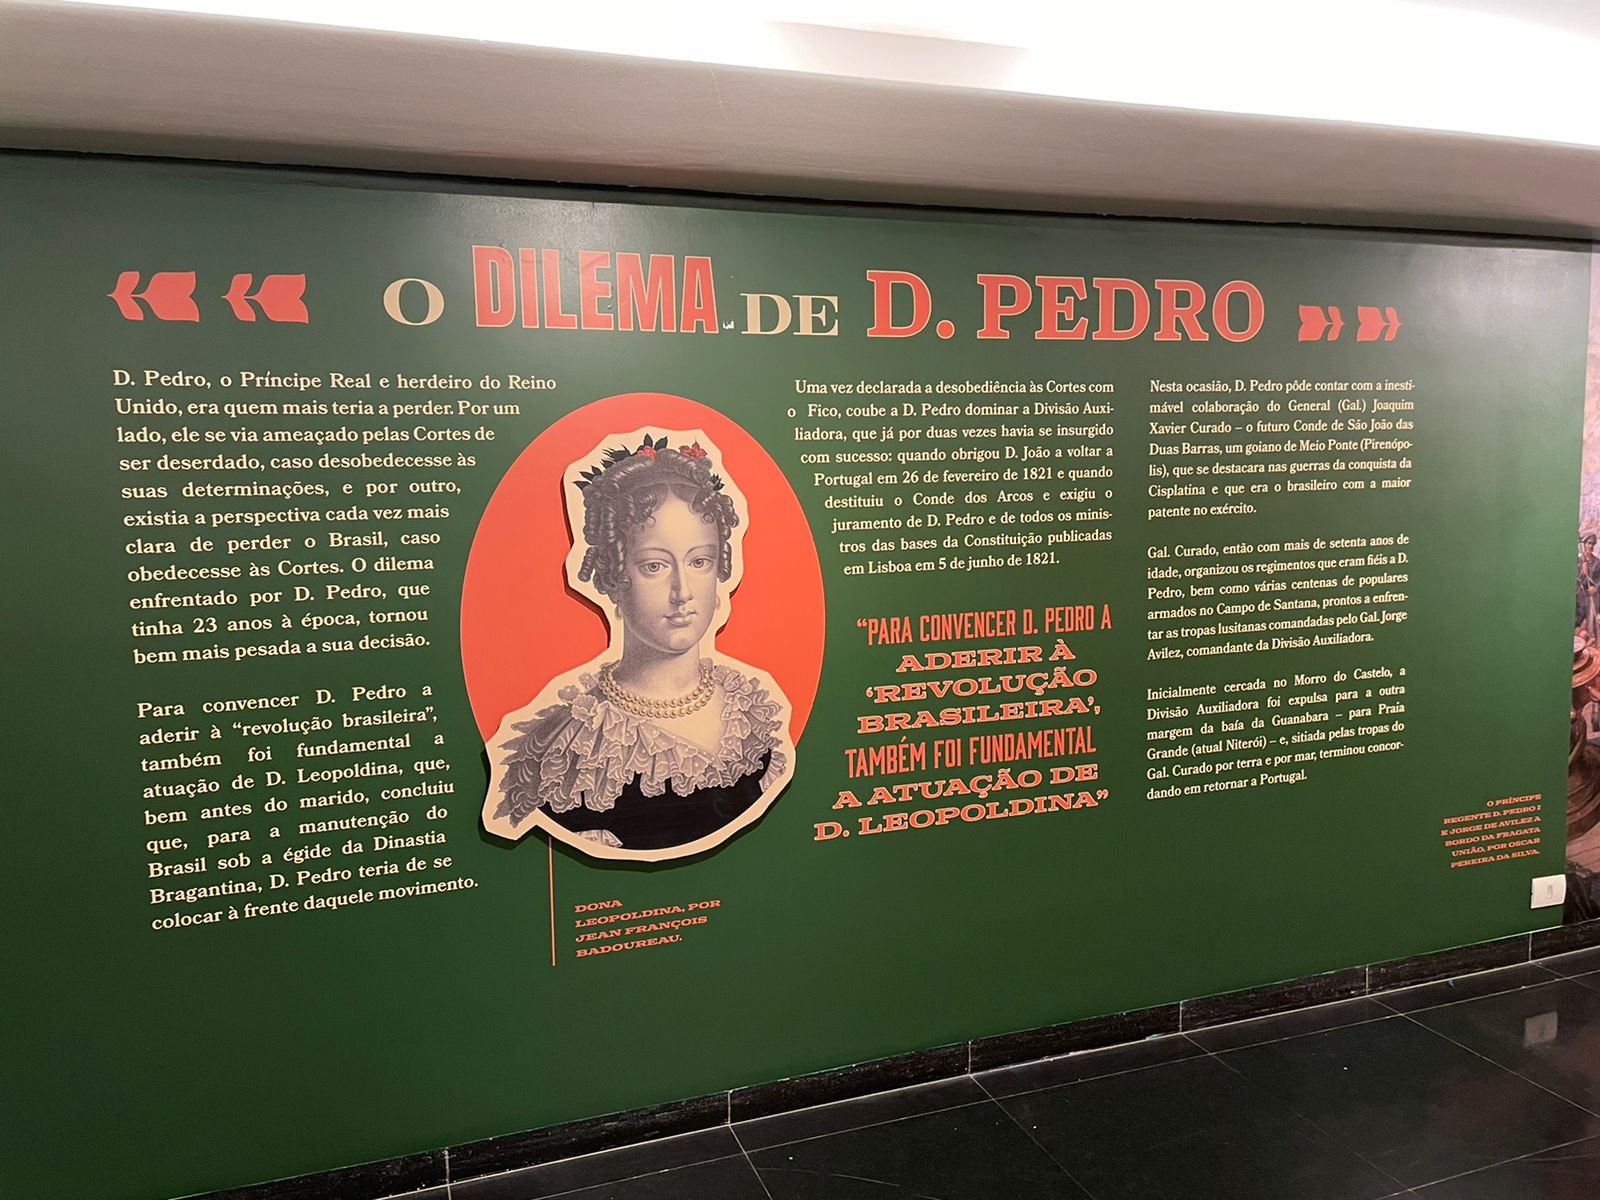 O DILEMA DE D. PEDRO
D. Pedro, o Príncipe Real e herdeiro do Reino
Unido, era quem mais teria a perder. Por um
lado, ele se via ameaçado pelas Cortes de
ser deserdado, caso desobedecesse às
suas determinações, e por outro,
existia a perspectiva cada vez mais
clara de perder o Brasil, caso
obedecesse às Cortes. O dilema
enfrentado por D. Pedro, que
tinha 23 anos à época, tornou
bem mais pesada a sua decisão.
Para convencer D. Pedro a
aderir à “revolução brasileira”,
também foi fundamental a
atuação de D. Leopoldina, que,
bem antes do marido, concluiu
que, para a manutenção do
Brasil sob a égide da Dinastia
Bragantina, D. Pedro teria de se
colocar à frente daquele movimento.
DONA
LEOPOLDINA, POR
JEAN FRANÇOIS
BADOUREAU.
Uma vez declarada a desobediência às Cortes com
o Fico, coube a D. Pedro dominar a Divisão Auxi-
liadora, que já por duas vezes havia se insurgido
com sucesso: quando obrigou D. João a voltar a
Portugal em 26 de fevereiro de 1821 e quando
destituiu o Conde dos Arcos e exigiu o
juramento de D. Pedro e de todos os minis-
tros das bases da Constituição publicadas
em Lisboa em 5 de junho de 1821.
“PARA CONVENCER D. PEDRO A
ADERIR À
‘REVOLUÇÃO
BRASILEIRA’,
TAMBÉM FOI FUNDAMENTAL
A ATUAÇÃO DE
D. LEOPOLDINA”
Nesta ocasião, D. Pedro pôde contar com a inesti-
mável colaboração do General (Gal.) Joaquim
Xavier Curado – o futuro Conde de São João das
Duas Barras, um goiano de Meio Ponte (Pirenópo-
lis), que se destacara nas guerras da conquista da
Cisplatina e que era o brasileiro com a maior
patente no exército.
Gal. Curado, então com mais de setenta anos de
idade, organizou os regimentos que eram fiéis a D.
Pedro, bem como várias centenas de populares
armados no Campo de Santana, prontos a enfren-
tar as tropas lusitanas comandadas pelo Gal. Jorge
Avilez, comandante da Divisão Auxiliadora.
Inicialmente cercada no Morro do Castelo, a
Divisão Auxiliadora foi expulsa para a outra
margem da baía da Guanabara – para Praia
Grande (atual Niterói) – e, sitiada pelas tropas do
Gal. Curado por terra e por mar, terminou concor-
dando em retornar a Portugal.
O PRÍNCIPE
REGENTE D. PEDRO I
E JORGE DE AVILEZ A
BORDO DA FRAGATA
UNIÃO, POR OSCAR
PEREIRA DA SILVA.